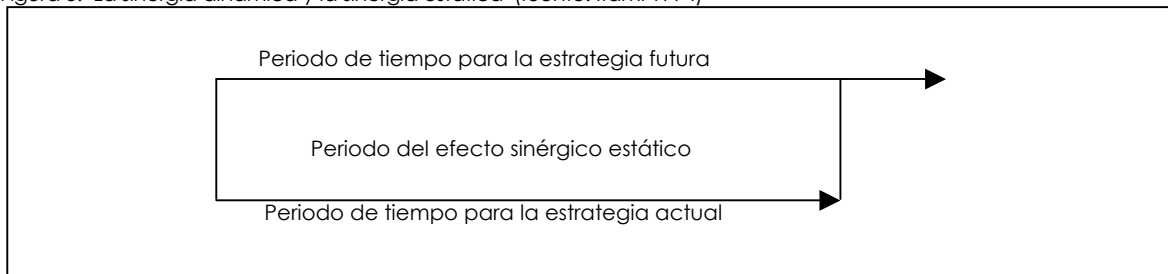 Periodo de tiempo para la estrategia futura
Periodo del efecto sinérgico estático
Periodo de tiempo para la estrategia actual